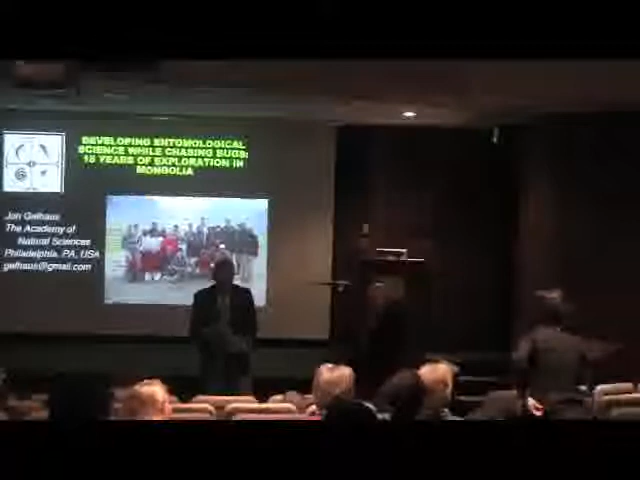 DEVELOPING ENTOMOLOGICAL
SCIENCE WHILE CHASING BUGS:
18 YEARS OF EXPLORATION IN
MONGOLIA
Jon Gelhaus
The Academy of
Natural Sciences
Philadelphia, PA, USA
gelhaus@gmail.com